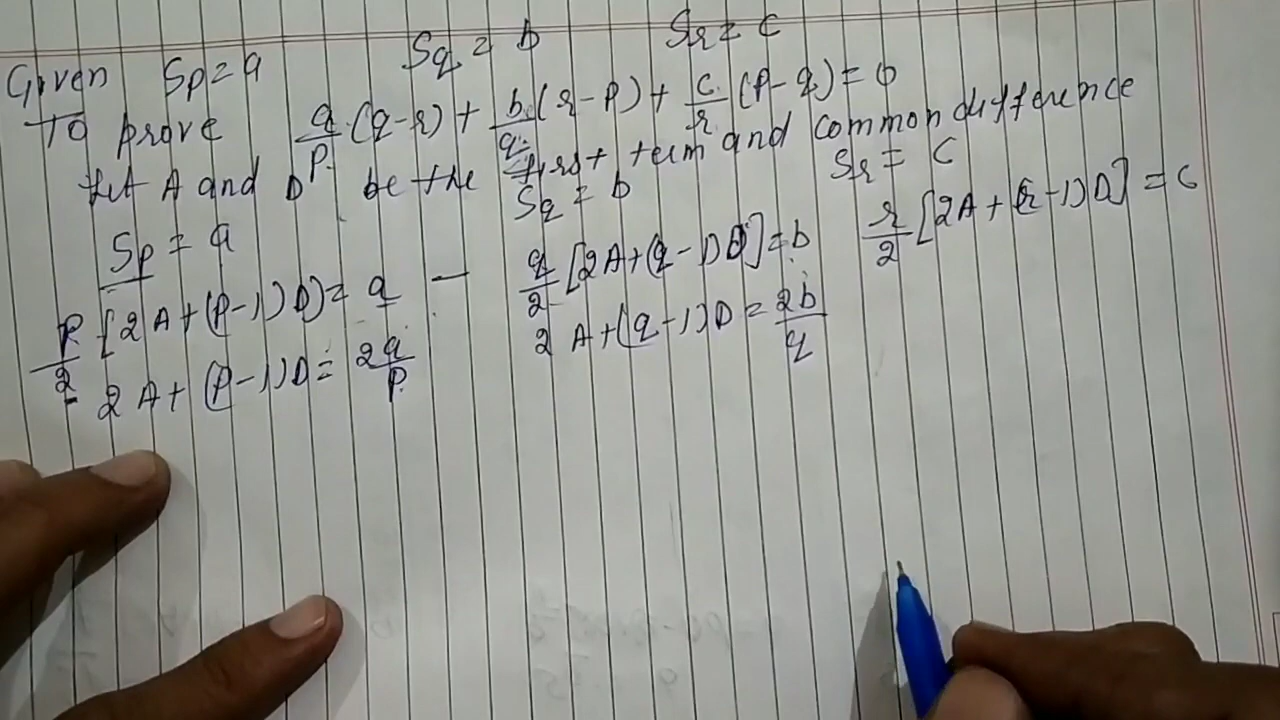 Given Sp = a Sq = b Sr = c
To prove a/p (q-r) + b/q (r-p) + c/r (p-q) = 0
Let A and D be the first term and common difference
Sp = a Sq = b Sr = c
p/2 [2A+(p-1)D] = a q/2 [2A+(q-1)D] = b r/2 [2A+(r-1)D] = c
2A+(p-1)D = 2a/p 2A+(q-1)D = 2b/q